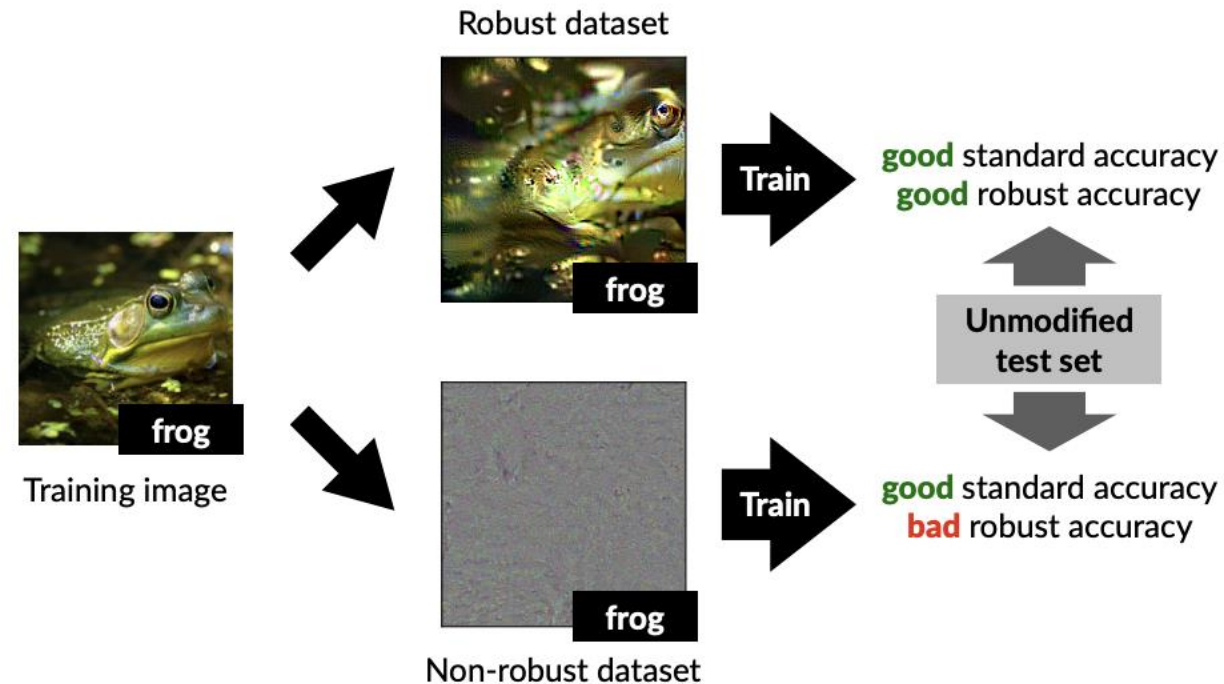 Robust dataset
frog
Train
good standard accuracy
good robust accuracy
frog
Training image
Unmodified
test set
frog
Non-robust dataset
Train
good standard accuracy
bad robust accuracy